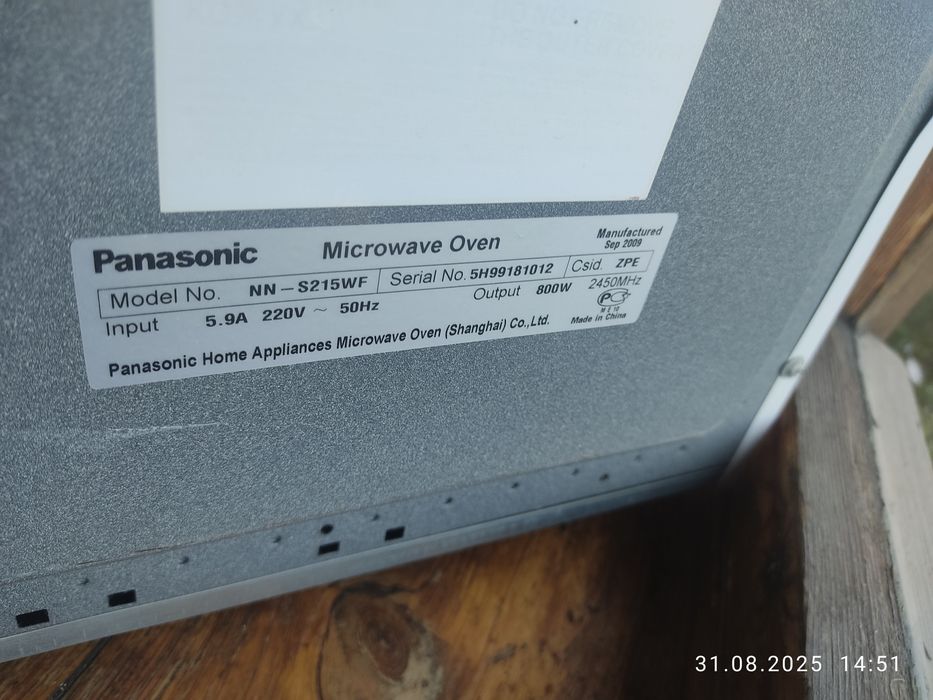 Panasonic Microwave Oven Manufactured Sep 2009
Model No. NN-S215WF Serial No. 5H99181012 Csid. ZPE
Input 5.9A 220V ~ 50Hz Output 800W 2450MHz
Panasonic Home Appliances Microwave Oven (Shanghai) Co., Ltd. Made in China
31.08.2025 14:51